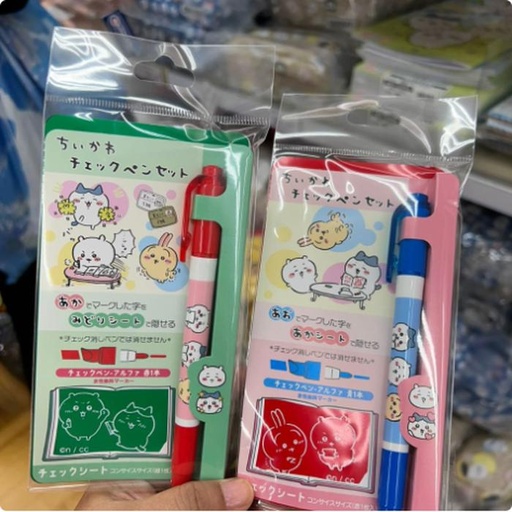 ちいかわ
チェックペンセット
あかでマークした字を
みどりシートで隠せる
*チェック消しペンでは消せません*
チェックペン・アルファ 各1本
©n/cc
チェックシート コンサイスサイズ
ちいかわ
チェックペンセット
あおでマークした字を
あかシートで隠せる
*チェック消しペンでは消せません*
チェックペン・アルファ 各1本
©n/cc
チェックシート コンサイスサイズ